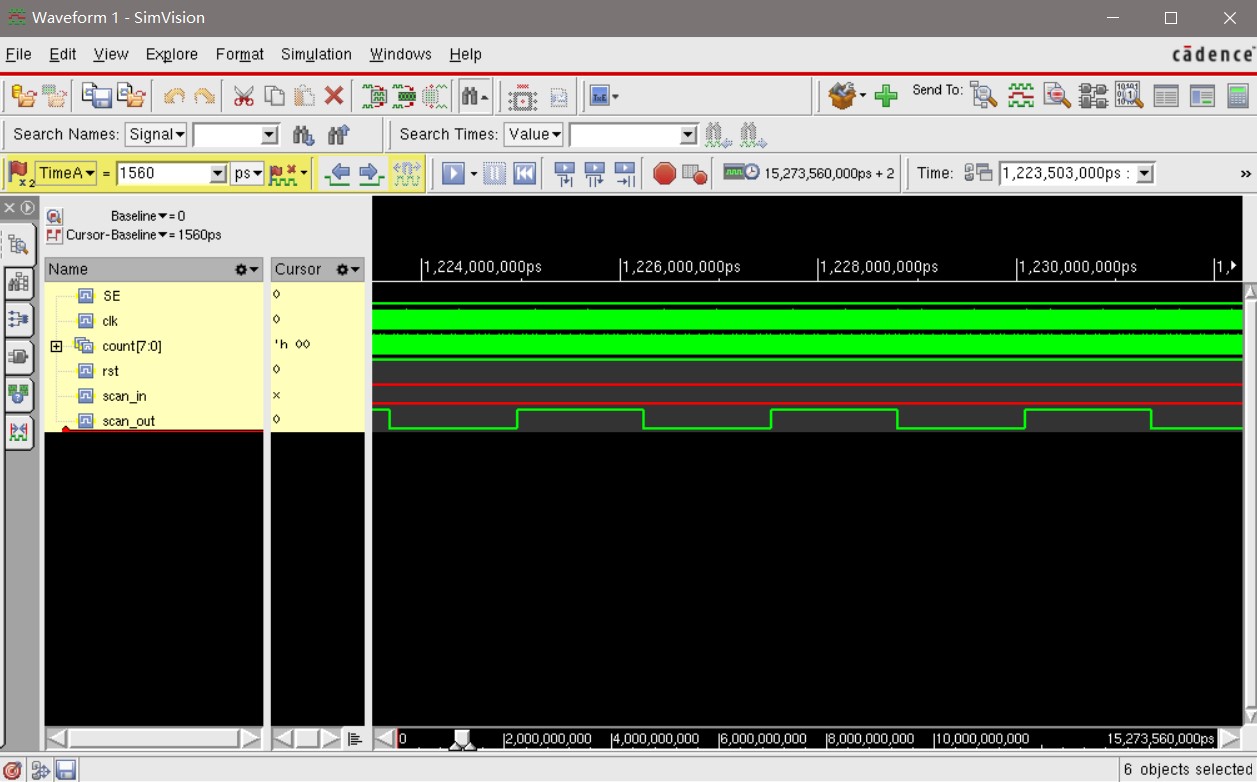 Waveform 1 - SimVision
File Edit View Explore Format Simulation Windows Help cādence
Send To:
Search Names: Signal Search Times: Value
TimeA = 1560 ps 15,273,560,000ps + 2 Time: 1,223,503,000ps : »
Baseline = 0
Cursor-Baseline = 1560ps
Name Cursor 1,224,000,000ps 1,226,000,000ps 1,228,000,000ps 1,230,000,000ps 1,
SE 0
clk 0
count[7:0] 'h 00
rst 0
scan_in x
scan_out 0
0 2,000,000,000 4,000,000,000 6,000,000,000 8,000,000,000 10,000,000,000 15,273,560,000ps
6 objects selected